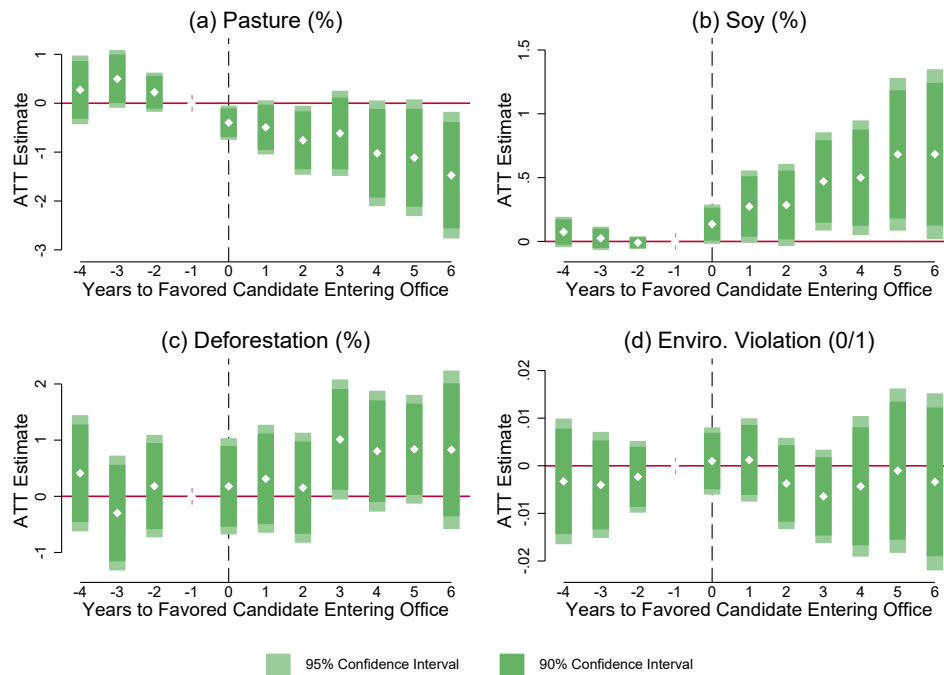 (a) Pasture (%)
ATT Estimate
1
0
-1
-2
-3
-4 -3 -2 -1 0 1 2 3 4 5 6
Years to Favored Candidate Entering Office
(b) Soy (%)
ATT Estimate
1.5
1
.5
0
-4 -3 -2 -1 0 1 2 3 4 5 6
Years to Favored Candidate Entering Office
(c) Deforestation (%)
ATT Estimate
2
1
0
-1
-4 -3 -2 -1 0 1 2 3 4 5 6
Years to Favored Candidate Entering Office
(d) Enviro. Violation (0/1)
ATT Estimate
.02
.01
0
-.01
-.02
-4 -3 -2 -1 0 1 2 3 4 5 6
Years to Favored Candidate Entering Office
95% Confidence Interval
90% Confidence Interval